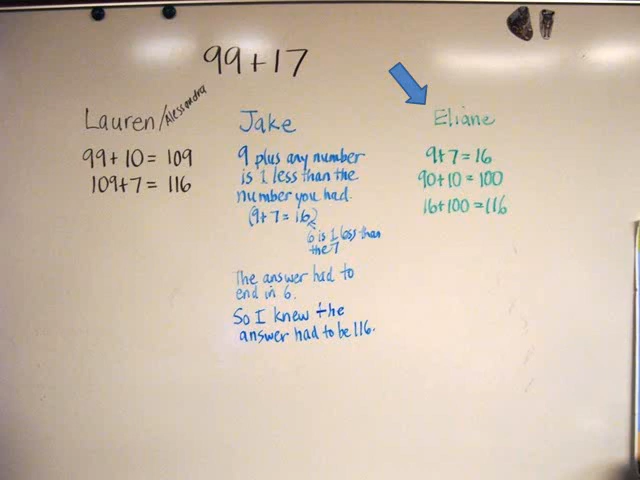 99+17
Lauren/Alessandra
99+10 = 109
109+7 = 116
Jake
9 plus any number
is 1 less than the
number you had.
(9+7=16)
6 is 1 less than
the 7
The answer had to
end in 6.
So I knew the
answer had to be 116.
Eliane
9+7=16
90+10=100
16+100=116